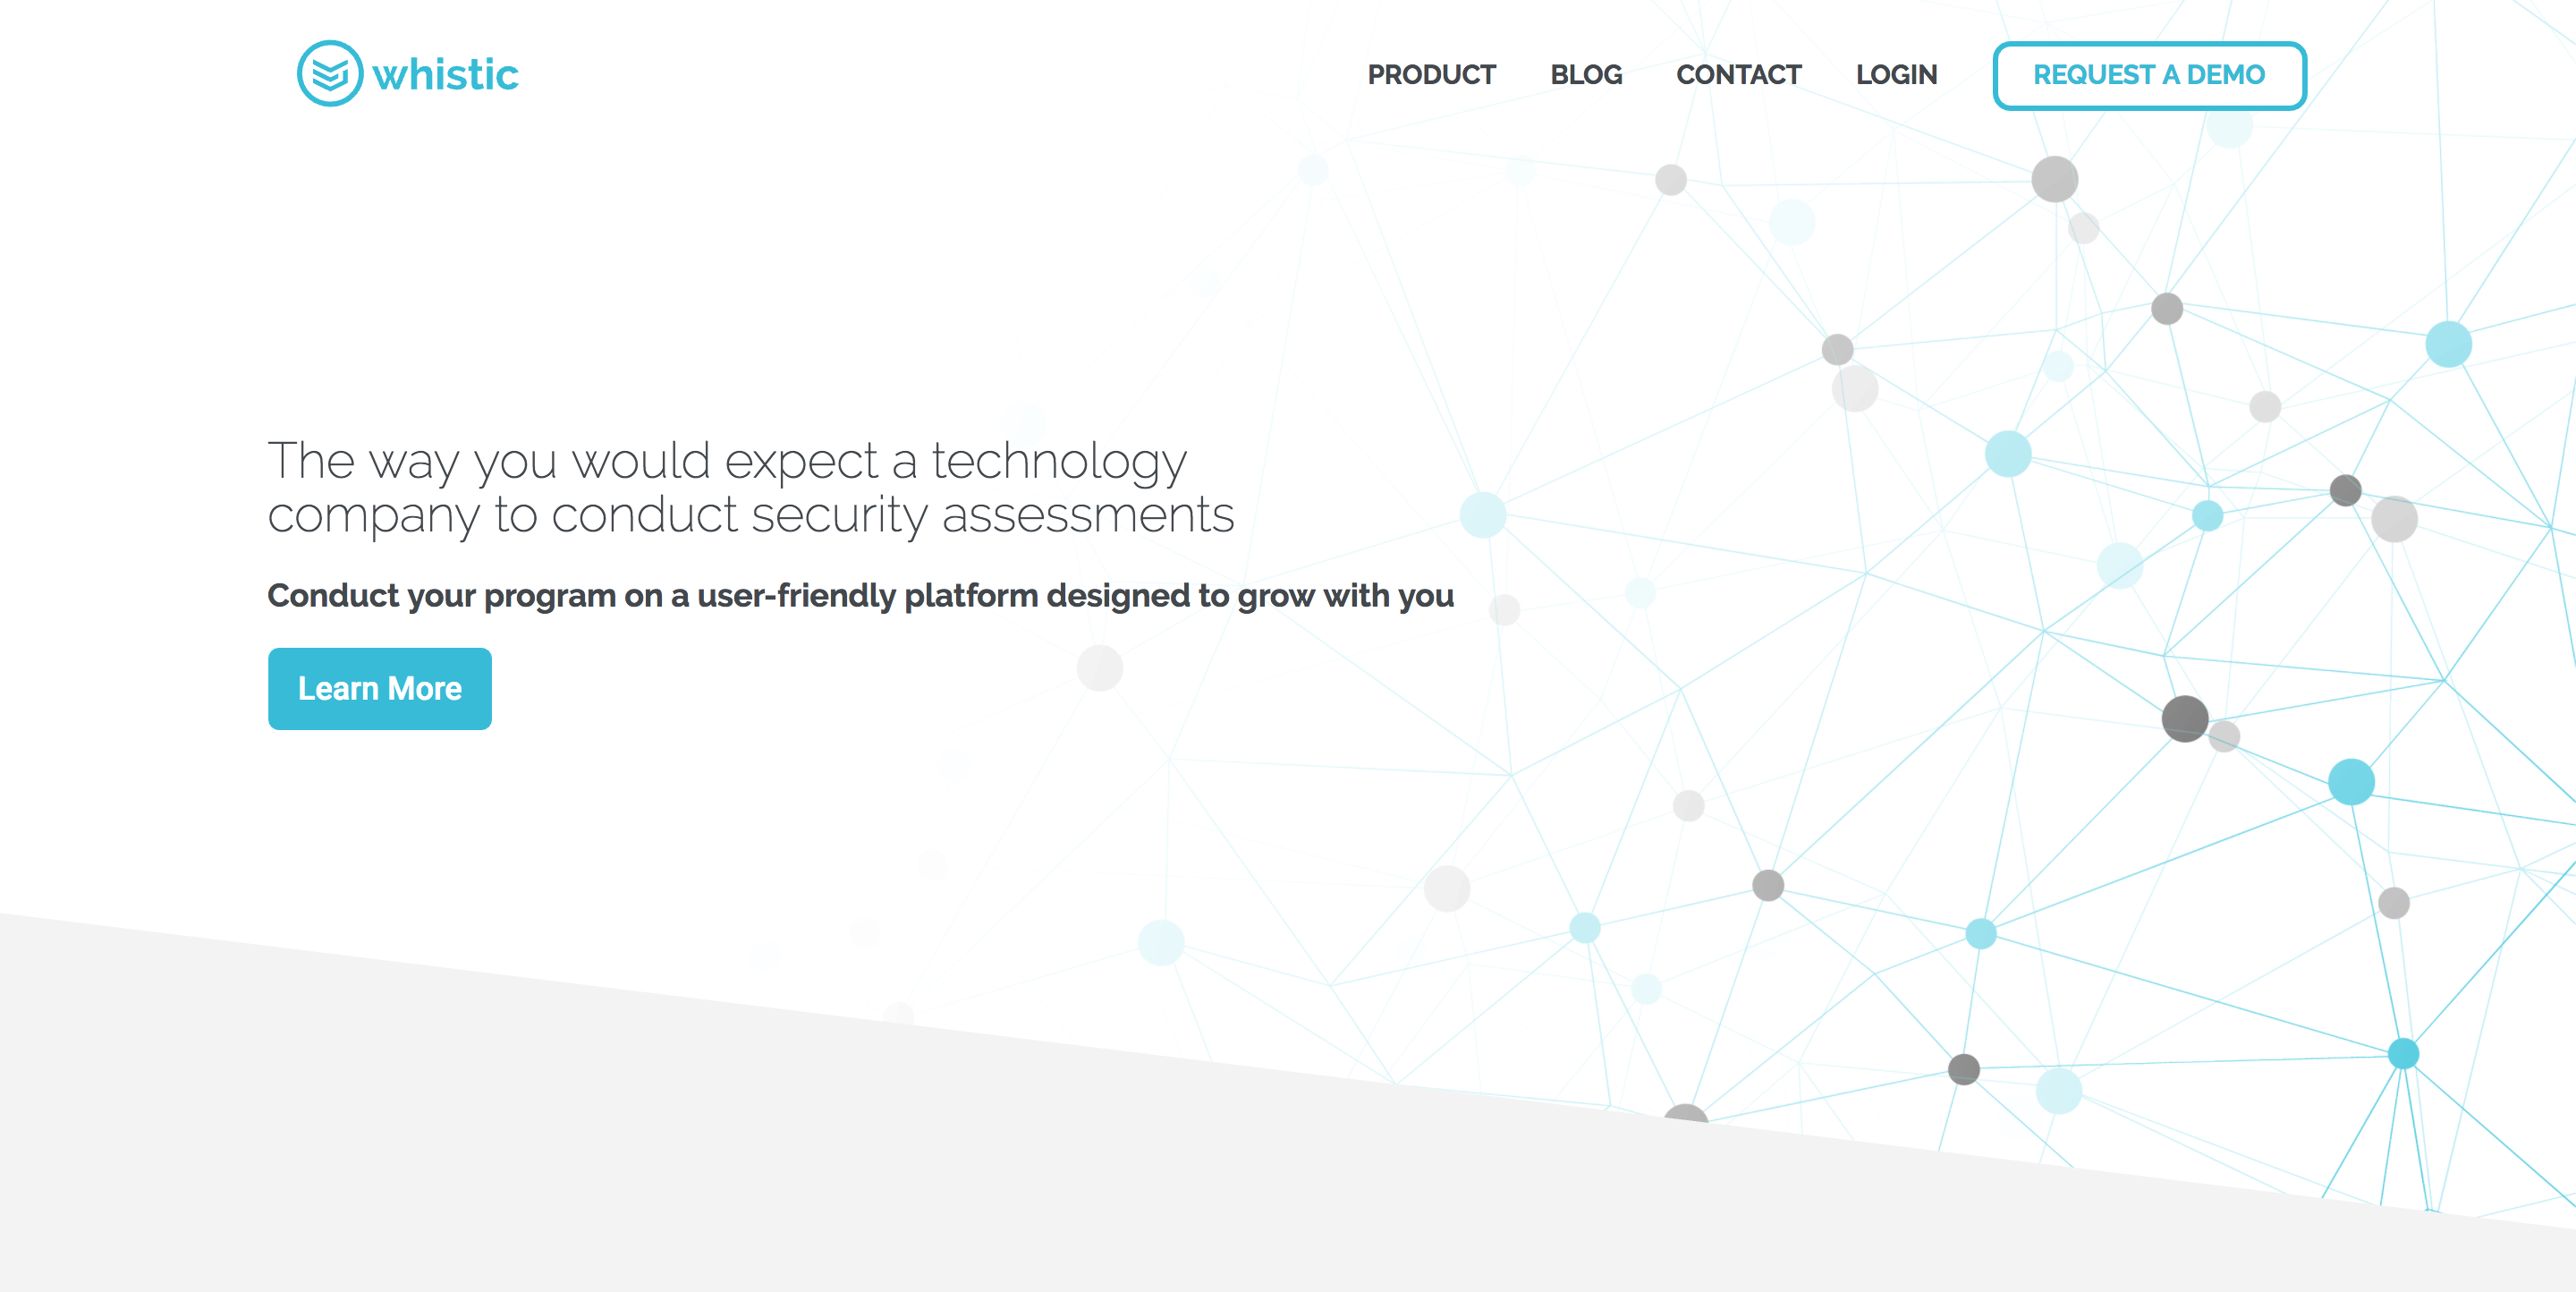 whistic
PRODUCT
BLOG
CONTACT
LOGIN
REQUEST A DEMO
The way you would expect a technology
company to conduct security assessments
Conduct your program on a user-friendly platform designed to grow with you
Learn More